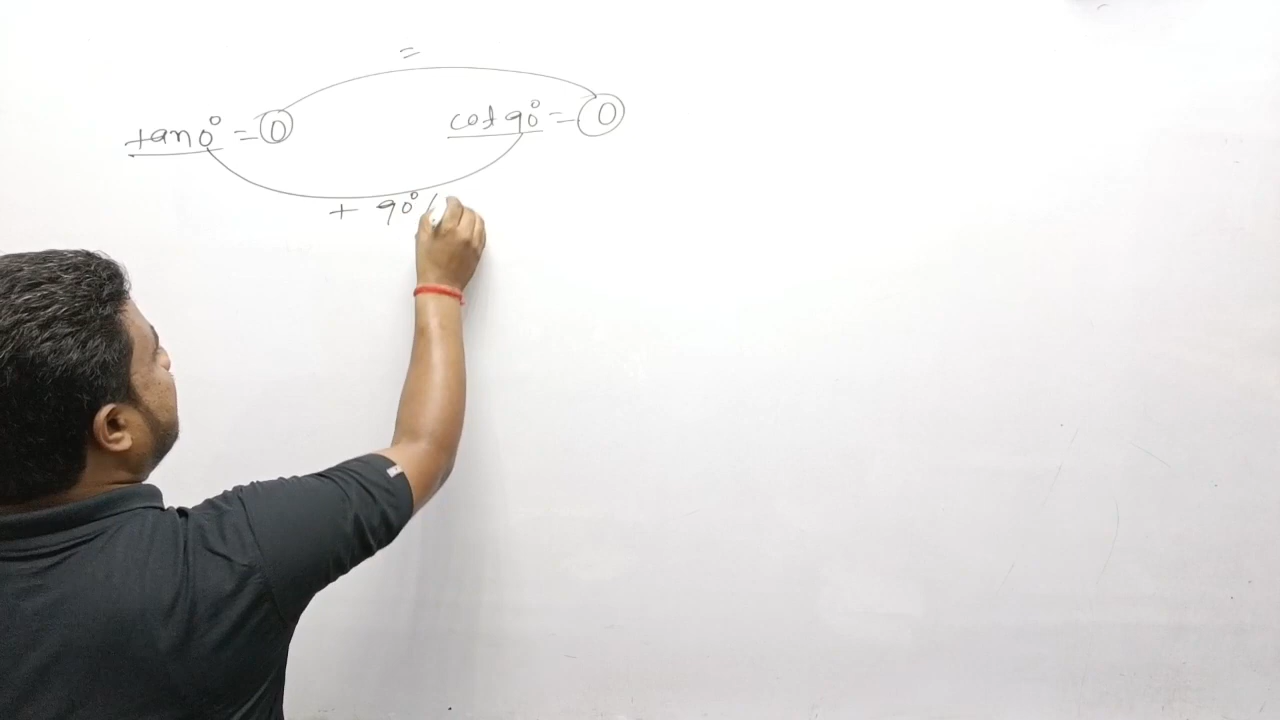 =
tan 0° = 0 cot 90° = 0
+ 90° /